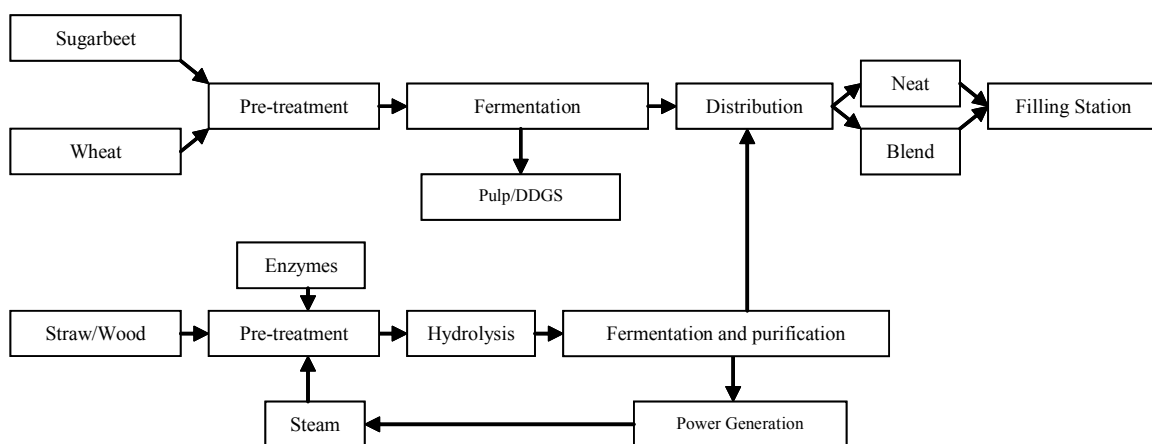 Sugarbeet
Wheat
Pre-treatment
Fermentation
Pulp/DDGS
Distribution
Neat
Blend
Filling Station
Enzymes
Straw/Wood
Pre-treatment
Hydrolysis
Fermentation and purification
Steam
Power Generation